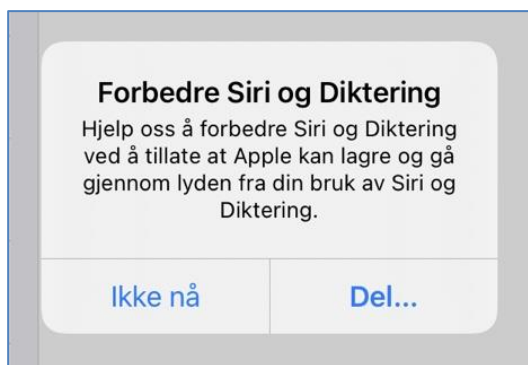 Forbedre Siri og Diktering
Hjelp oss å forbedre Siri og Diktering
ved å tillate at Apple kan lagre og gå
gjennom lyden fra din bruk av Siri og
Diktering.
Ikke nå
Del...